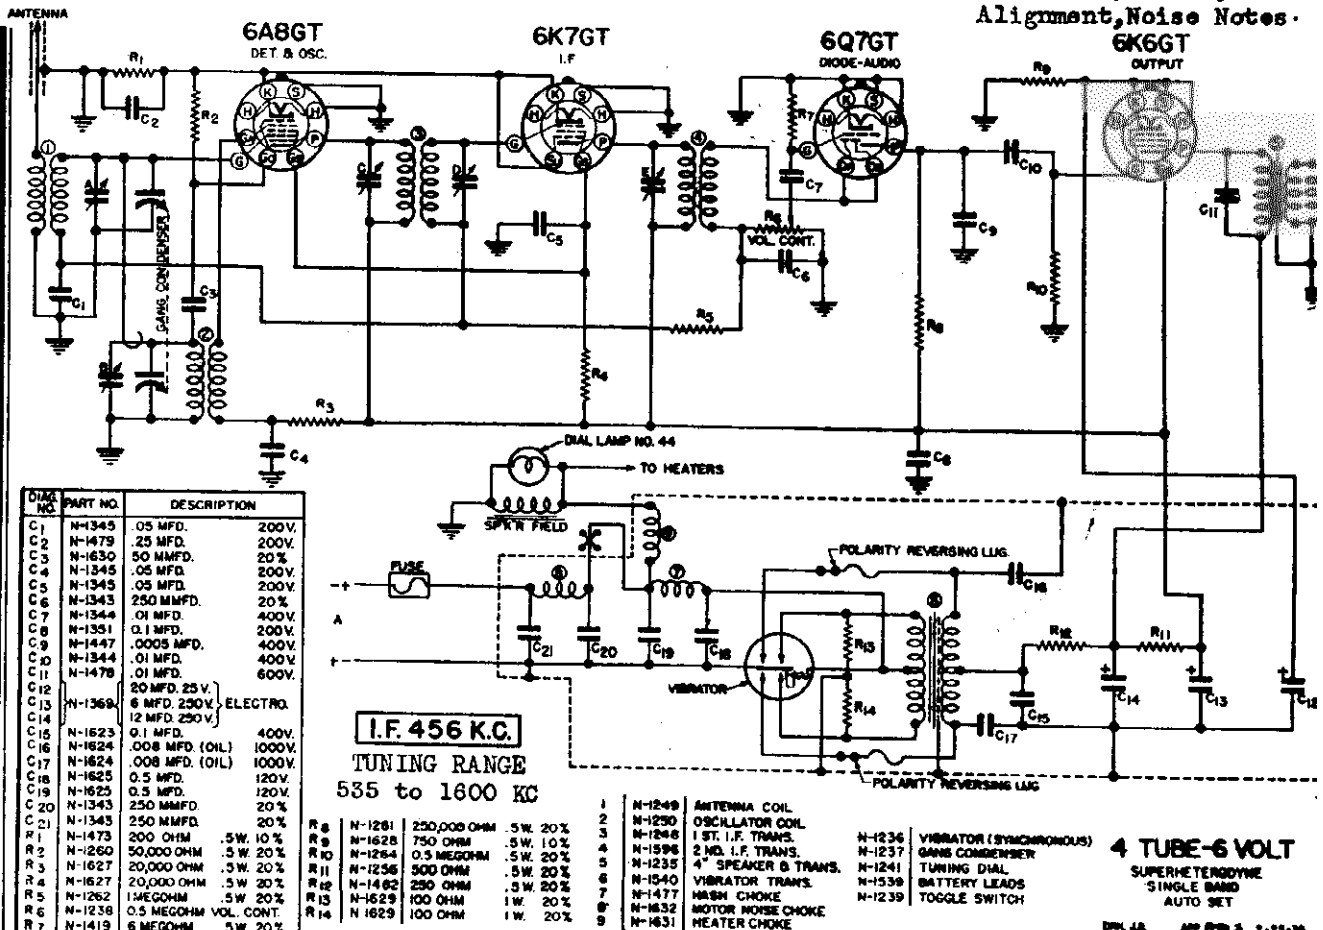 Alignment,Noise Notes.
ANTENNA
6A8GT
DET. & OSC.
6K7GT
I.F
6Q7GT
DIODE-AUDIO
6K6GT
OUTPUT
R1
C2
R2
R7
C7
R9
C10
C9
C11
R6
VOL. CONT.
C6
C5
R10
C1
GANG CONDENSER
C3
R5
R8
R4
R3
C4
C8
DIAL LAMP NO. 44
TO HEATERS
SP'K'R FIELD
POLARITY REVERSING LUG
C16
FUSE
A
C21
C20
C19
C18
VIBRATOR
R13
R14
R12
R11
C15
C14
C13
C12
C17
POLARITY REVERSING LUG
I.F. 456 K.C.
TUNING RANGE
535 to 1600 KC
DIAG. NO. PART NO. DESCRIPTION
C1 N-1345 .05 MFD. 200V.
C2 N-1479 .25 MFD. 200V.
C3 N-1630 50 MMFD. 20%
C4 N-1345 .05 MFD. 200V.
C5 N-1345 .05 MFD. 200V.
C6 N-1343 250 MMFD. 20%
C7 N-1344 .01 MFD. 400V.
C8 N-1351 0.1 MFD. 200V.
C9 N-1447 .0005 MFD. 400V.
C10 N-1344 .01 MFD. 400V.
C11 N-1478 .01 MFD. 600V.
C12 20 MFD. 25 V.
C13 N-1369 6 MFD. 250V. ELECTRO.
C14 12 MFD. 250V.
C15 N-1623 0.1 MFD. 400V.
C16 N-1624 .008 MFD. (OIL) 1000V.
C17 N-1624 .008 MFD. (OIL) 1000V.
C18 N-1625 0.5 MFD. 120V.
C19 N-1625 0.5 MFD. 120V.
C20 N-1343 250 MMFD. 20%
C21 N-1343 250 MMFD. 20%
R1 N-1473 200 OHM .5W. 10%
R2 N-1260 50,000 OHM .5W. 20%
R3 N-1627 20,000 OHM .5W. 20%
R4 N-1627 20,000 OHM .5W 20%
R5 N-1262 1 MEGOHM .5W 20%
R6 N-1238 0.5 MEGOHM VOL. CONT.
R7 N-1419 6 MEGOHM .5W. 20%
R8 N-1261 250,000 OHM .5W. 20%
R9 N-1628 750 OHM .5W. 10%
R10 N-1264 0.5 MEGOHM .5W. 20%
R11 N-1256 500 OHM .5W. 20%
R12 N-1462 250 OHM .5W. 20%
R13 N-1629 100 OHM 1W. 20%
R14 N 1629 100 OHM 1W. 20%
1 N-1249 ANTENNA COIL
2 N-1250 OSCILLATOR COIL
3 N-1248 1 ST. I.F. TRANS.
4 N-1596 2 ND. I.F. TRANS.
5 N-1235 4" SPEAKER & TRANS.
6 N-1540 VIBRATOR TRANS.
7 N-1477 HASH CHOKE
8 N-1632 MOTOR NOISE CHOKE
9 N-1631 HEATER CHOKE
N-1236 VIBRATOR (SYNCHRONOUS)
N-1237 GANG CONDENSER
N-1241 TUNING DIAL
N-1539 BATTERY LEADS
N-1239 TOGGLE SWITCH
4 TUBE-6 VOLT
SUPERHETERODYNE
SINGLE BAND
AUTO SET